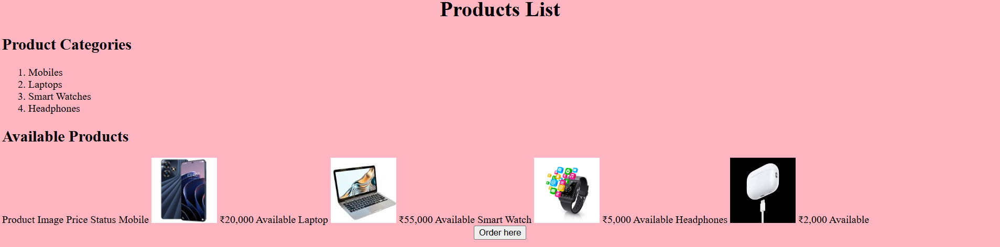 Products List
Product Categories
1. Mobiles
2. Laptops
3. Smart Watches
4. Headphones
Available Products
Product Image Price Status Mobile ₹20,000 Available Laptop ₹55,000 Available Smart Watch ₹5,000 Available Headphones ₹2,000 Available
Order here